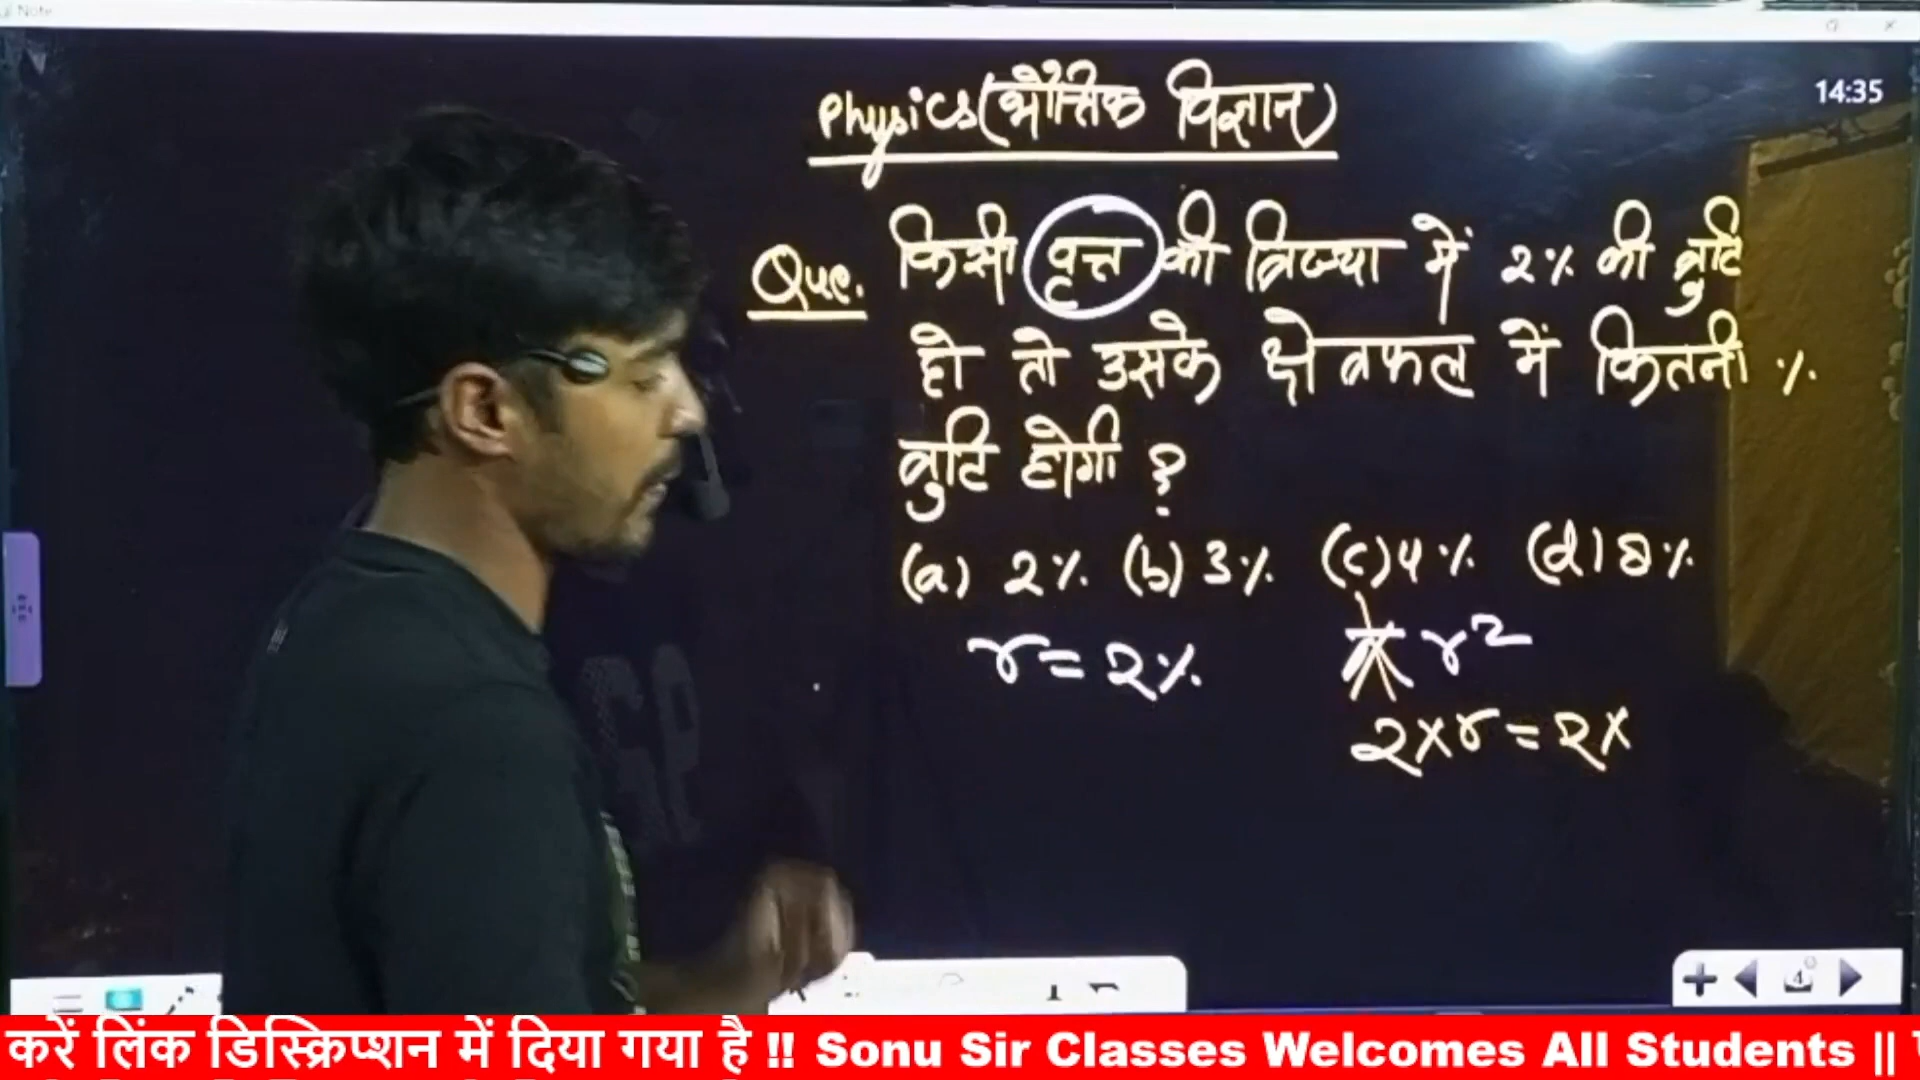 14:35
Physics (भौतिक विज्ञान)
Que. किसी वृत्त की त्रिज्या में 2% की त्रुटि
हो तो उसके क्षेत्रफल में कितनी %
त्रुटि होगी ?
(a) 2% (b) 3% (c) 4% (d) 8%
r = 2% r²
2×r = 2×
4
करें लिंक डिस्क्रिप्शन में दिया गया है !! Sonu Sir Classes Welcomes All Students ||